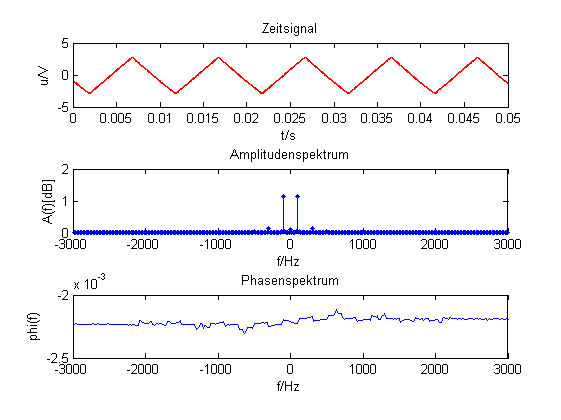 Zeitsignal
5
0
-5
u/V
0 0.005 0.01 0.015 0.02 0.025 0.03 0.035 0.04 0.045 0.05
t/s
Amplitudenspektrum
2
1
0
A(f)[dB]
-3000 -2000 -1000 0 1000 2000 3000
f/Hz
x 10^-3
Phasenspektrum
-2
-2.5
phi(f)
-3000 -2000 -1000 0 1000 2000 3000
f/Hz